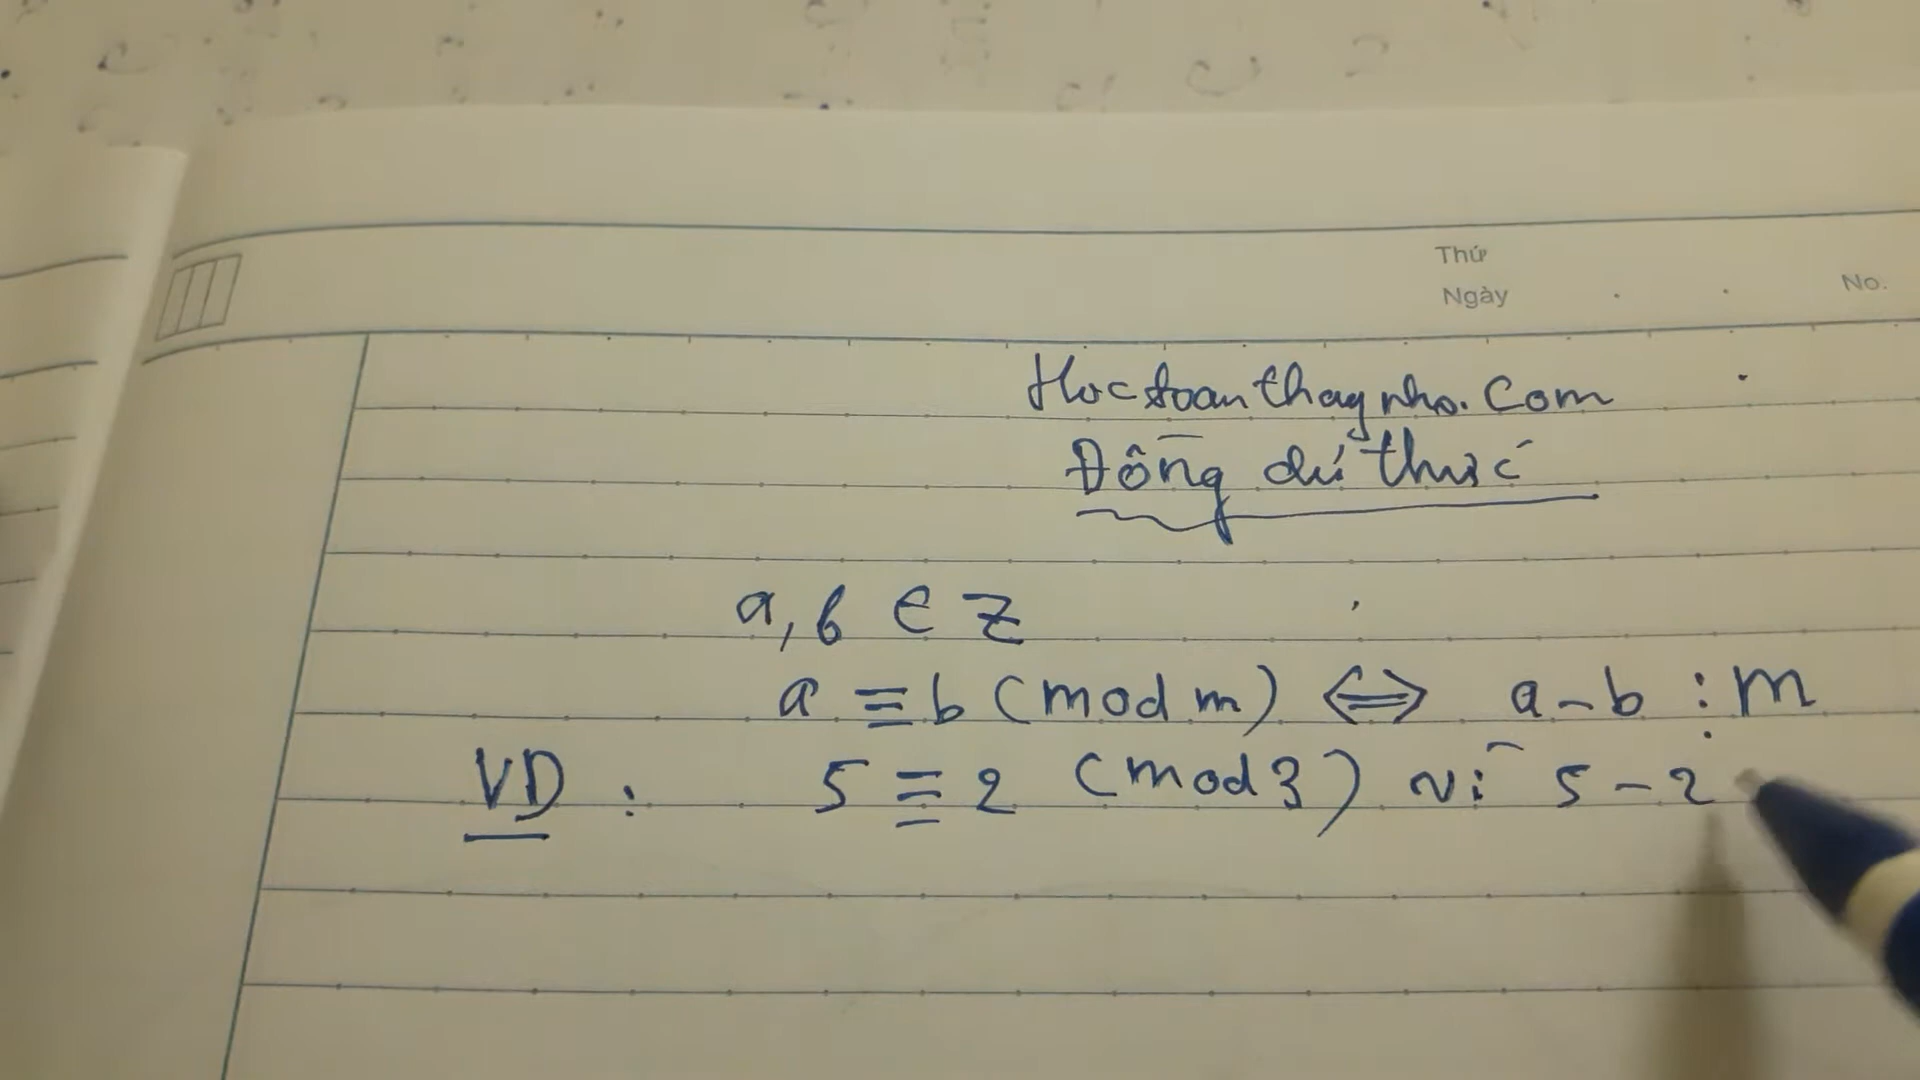 Thứ
Ngày
No.
Hoctoanthaynho.com
Đồng dư thức
a, b ∈ Z
a ≡ b (mod m) ⇔ a - b ⋮ m
VD : 5 ≡ 2 (mod 3) vì 5 - 2